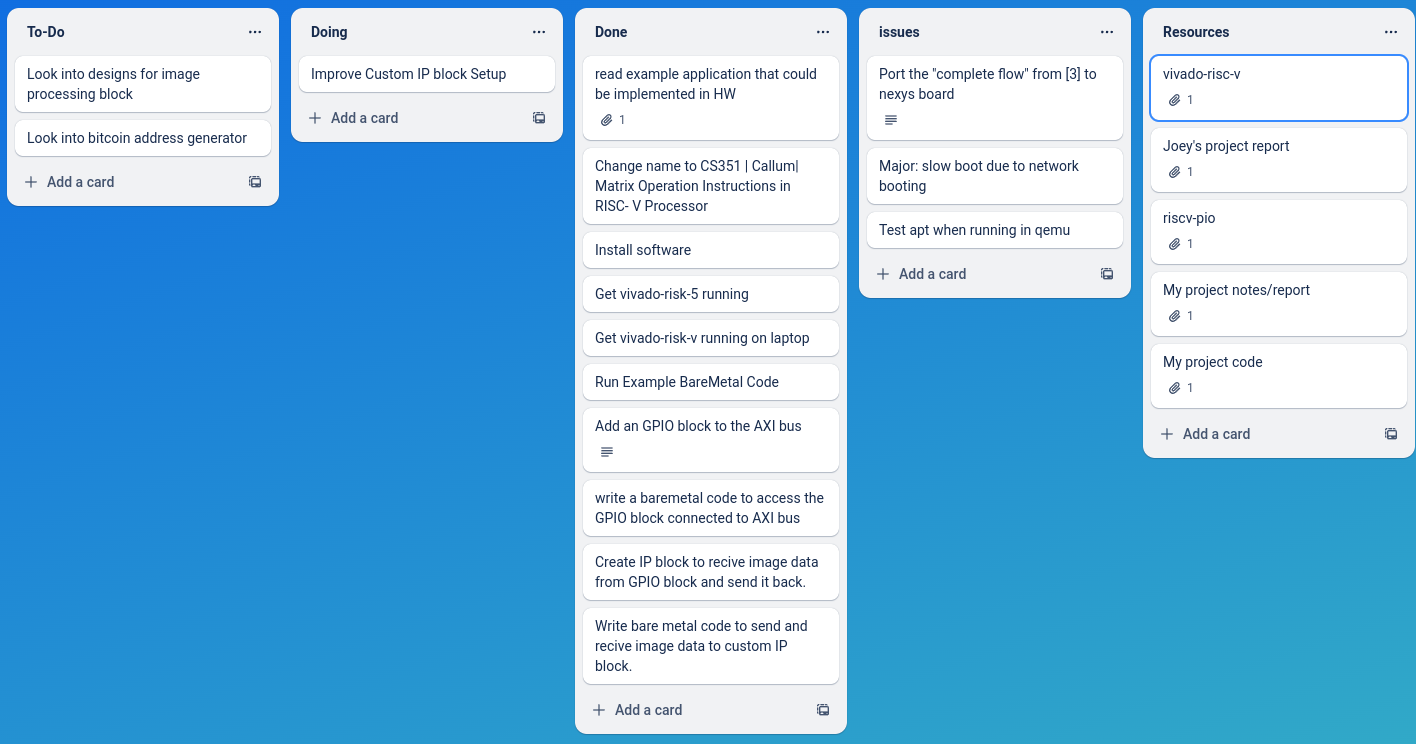 To-Do
Look into designs for image
processing block
Look into bitcoin address generator
Add a card
Doing
Improve Custom IP block Setup
Add a card
Done
read example application that could
be implemented in HW
1
Change name to CS351 | Callum|
Matrix Operation Instructions in
RISC- V Processor
Install software
Get vivado-risk-5 running
Get vivado-risk-v running on laptop
Run Example BareMetal Code
Add an GPIO block to the AXI bus
write a baremetal code to access the
GPIO block connected to AXI bus
Create IP block to recive image data
from GPIO block and send it back.
Write bare metal code to send and
recive image data to custom IP
block.
Add a card
issues
Port the "complete flow" from [3] to
nexys board
Major: slow boot due to network
booting
Test apt when running in qemu
Add a card
Resources
vivado-risc-v
1
Joey's project report
1
riscv-pio
1
My project notes/report
1
My project code
1
Add a card